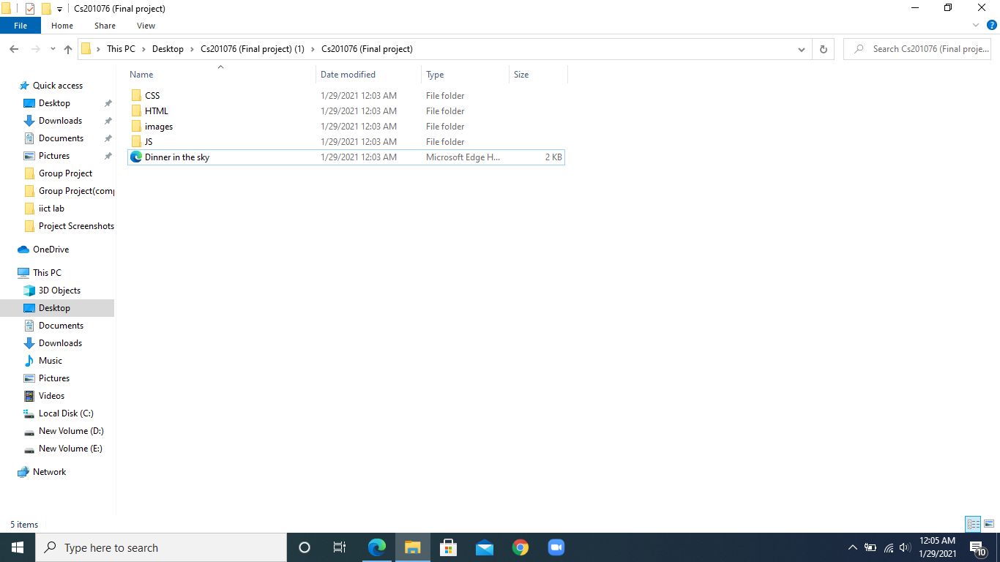 Cs201076 (Final project)
File Home Share View
This PC Desktop Cs201076 (Final project) (1) Cs201076 (Final project)
Search Cs201076 (Final proje...
Name Date modified Type Size
CSS 1/29/2021 12:03 AM File folder
HTML 1/29/2021 12:03 AM File folder
images 1/29/2021 12:03 AM File folder
JS 1/29/2021 12:03 AM File folder
Dinner in the sky 1/29/2021 12:03 AM Microsoft Edge H... 2 KB
Quick access
Desktop
Downloads
Documents
Pictures
Group Project
Group Project(comp
iict lab
Project Screenshots
OneDrive
This PC
3D Objects
Desktop
Documents
Downloads
Music
Pictures
Videos
Local Disk (C:)
New Volume (D:)
New Volume (E:)
Network
5 items
Type here to search
12:05 AM
1/29/2021
10